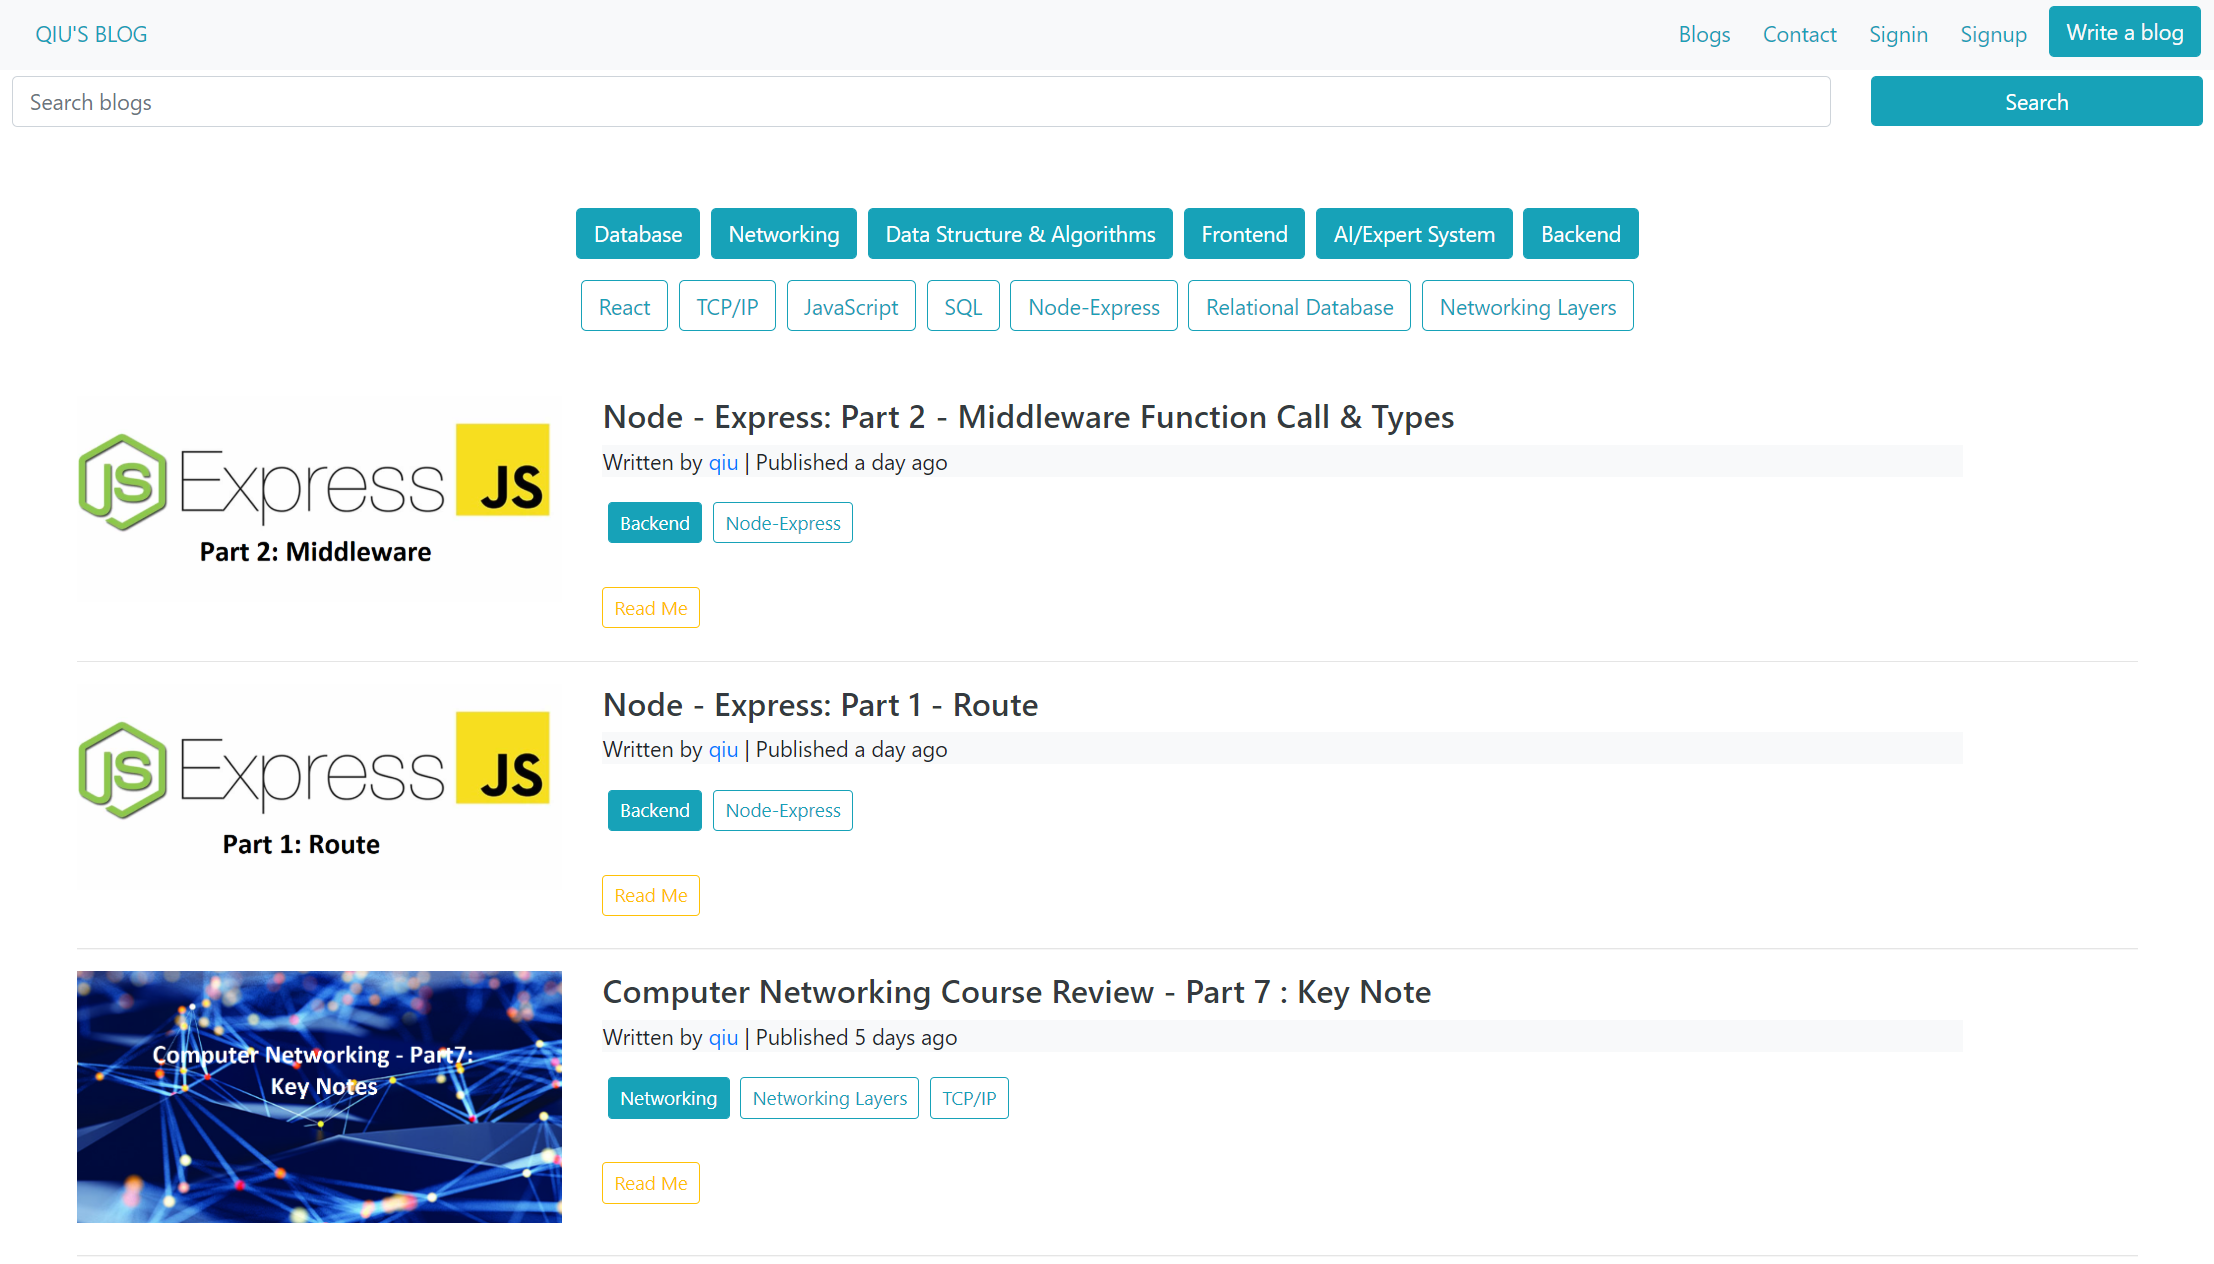 QIU'S BLOG Blogs Contact Signin Signup Write a blog
Search blogs Search
Database Networking Data Structure & Algorithms Frontend AI/Expert System Backend
React TCP/IP JavaScript SQL Node-Express Relational Database Networking Layers
JS Express JS
Part 2: Middleware
Node - Express: Part 2 - Middleware Function Call & Types
Written by qiu | Published a day ago
Backend Node-Express
Read Me
JS Express JS
Part 1: Route
Node - Express: Part 1 - Route
Written by qiu | Published a day ago
Backend Node-Express
Read Me
Computer Networking - Part7:
Key Notes
Computer Networking Course Review - Part 7 : Key Note
Written by qiu | Published 5 days ago
Networking Networking Layers TCP/IP
Read Me